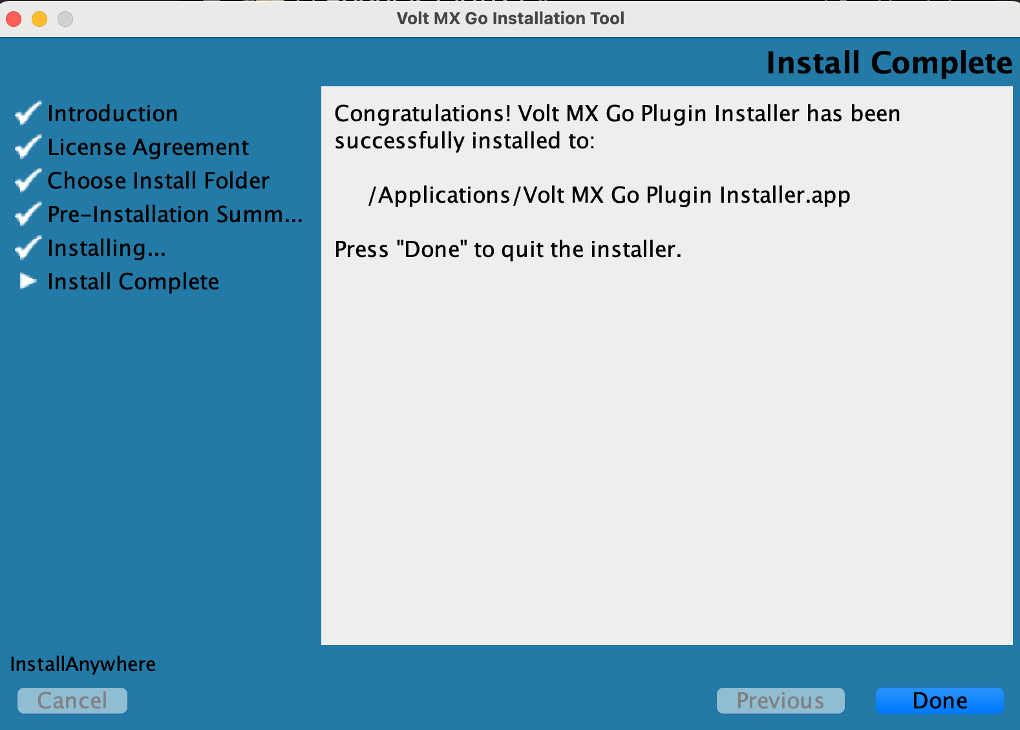 Volt MX Go Installation Tool
Install Complete
Introduction
License Agreement
Choose Install Folder
Pre-Installation Summ...
Installing...
Install Complete
Congratulations! Volt MX Go Plugin Installer has been
successfully installed to:
/Applications/Volt MX Go Plugin Installer.app
Press "Done" to quit the installer.
InstallAnywhere
Cancel
Previous
Done